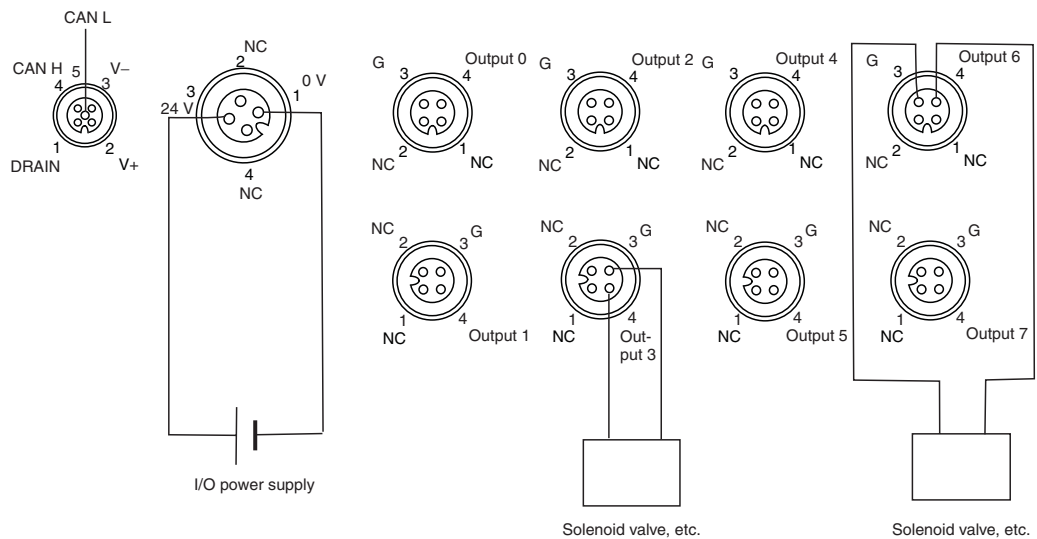 CAN L
CAN H
4
5
3
V–
1
DRAIN
2
V+
NC
2
0 V
1
3
24 V
4
NC
I/O power supply
G
3
4
Output 0
NC
2
1
NC
G
3
4
Output 2
NC
2
1
NC
G
3
4
Output 4
NC
2
1
NC
G
3
4
Output 6
NC
2
1
NC
NC
2
3
G
1
NC
4
Output 1
NC
2
3
G
1
NC
4
Out-
put 3
NC
2
3
G
1
NC
4
Output 5
NC
2
3
G
1
NC
4
Output 7
Solenoid valve, etc.
Solenoid valve, etc.